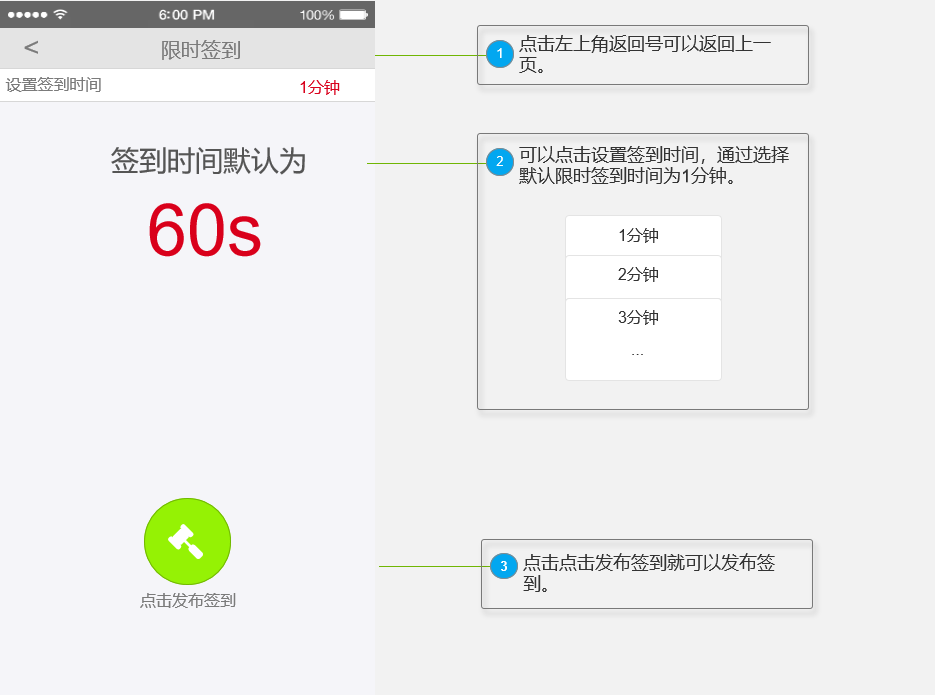 6:00 PM 100%
< 限时签到
设置签到时间 1分钟
签到时间默认为
60s
点击发布签到
1 点击左上角返回号可以返回上一
页。
2 可以点击设置签到时间，通过选择
默认限时签到时间为1分钟。
1分钟
2分钟
3分钟
...
3 点击点击发布签到就可以发布签
到。